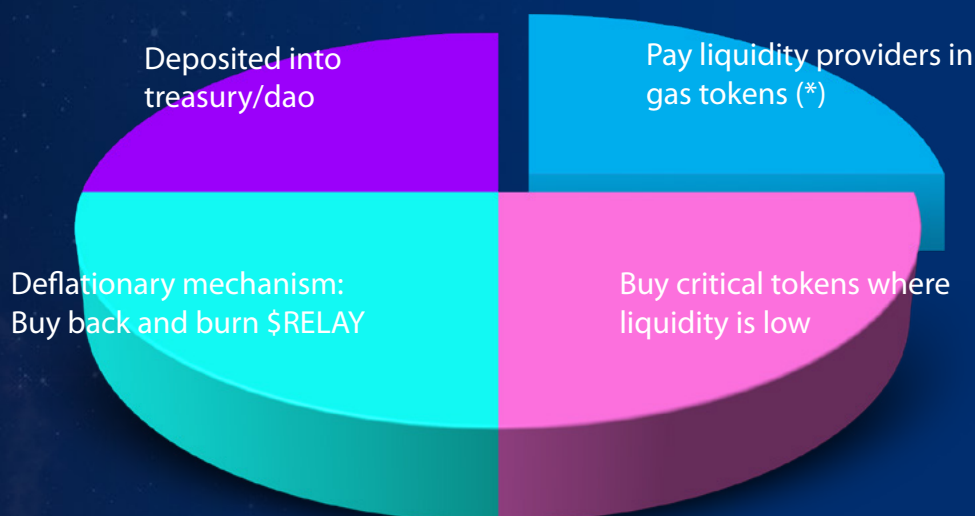 Deposited into
treasury/dao
Pay liquidity providers in
gas tokens (*)
Deflationary mechanism:
Buy back and burn $RELAY
Buy critical tokens where
liquidity is low